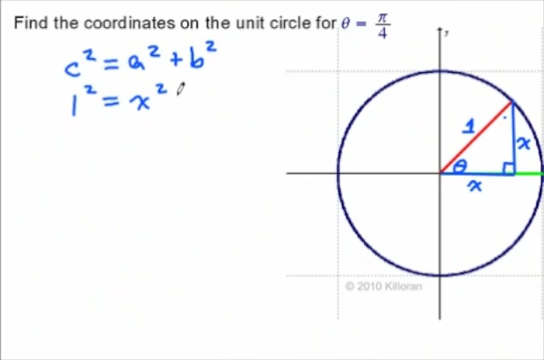 Find the coordinates on the unit circle for θ = π/4
c² = a² + b²
1² = x²
y
1
x
θ
x
© 2010 Killoran